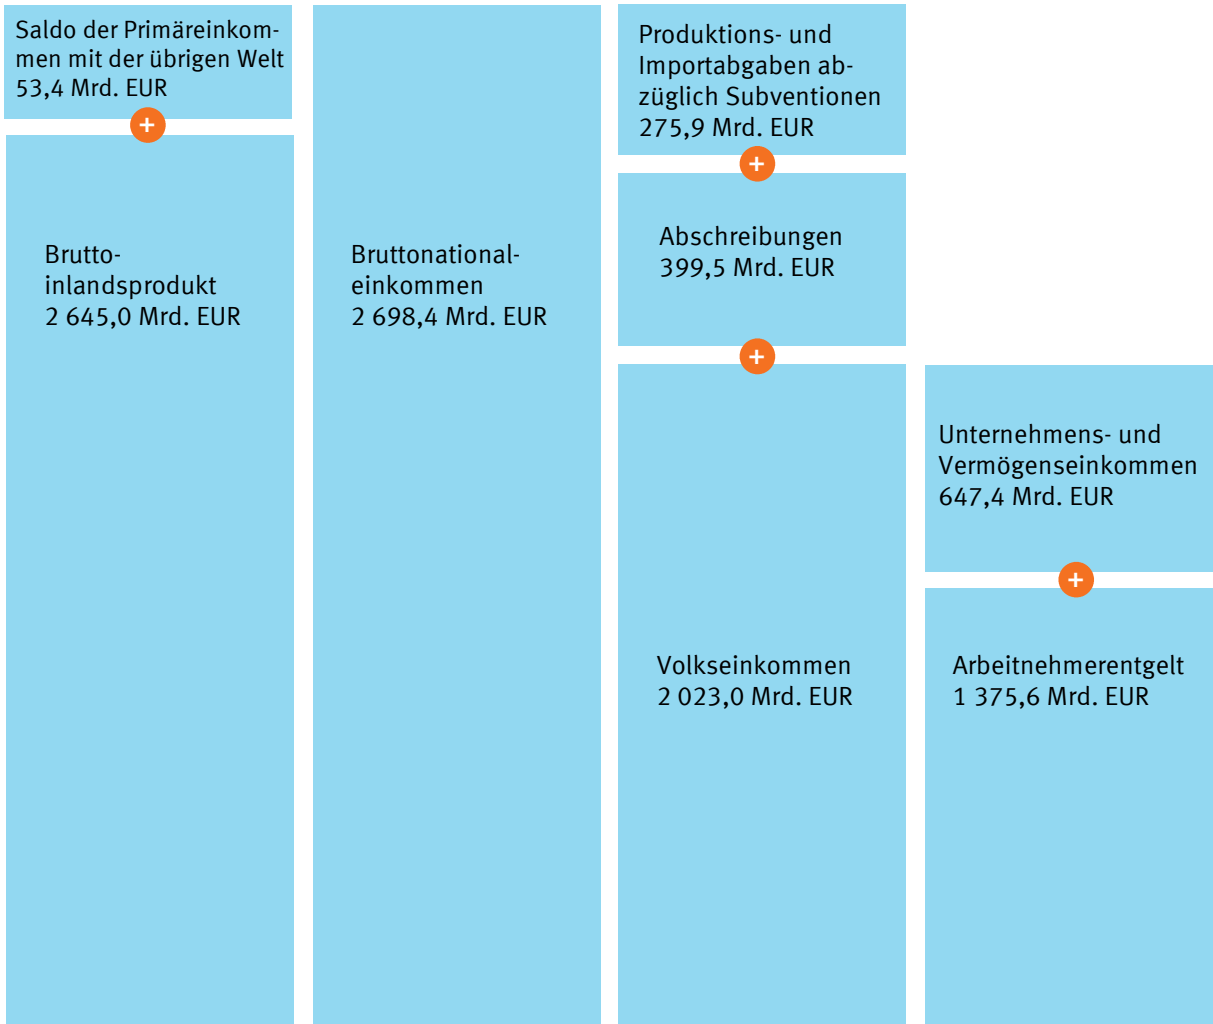 Saldo der Primäreinkom-
men mit der übrigen Welt
53,4 Mrd. EUR
+
Brutto-
inlandsprodukt
2 645,0 Mrd. EUR
Bruttonational-
einkommen
2 698,4 Mrd. EUR
Produktions- und
Importabgaben ab-
züglich Subventionen
275,9 Mrd. EUR
+
Abschreibungen
399,5 Mrd. EUR
+
Volkseinkommen
2 023,0 Mrd. EUR
Unternehmens- und
Vermögenseinkommen
647,4 Mrd. EUR
+
Arbeitnehmerentgelt
1 375,6 Mrd. EUR